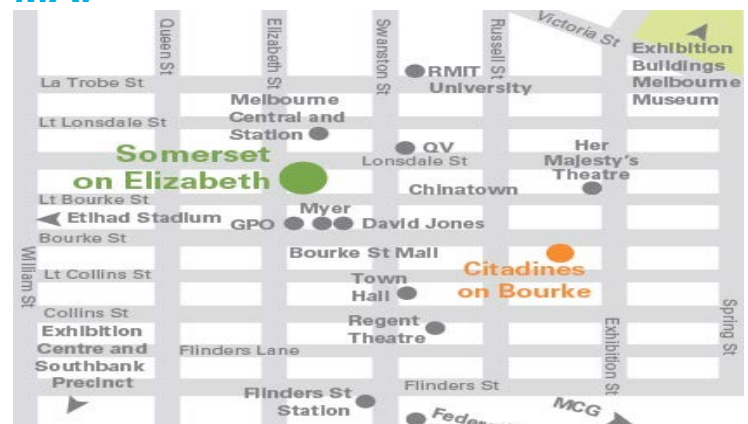 Queen St
Elizabeth St
Swanston St
Russell St
Victoria St
Exhibition
Buildings
Melbourne
Museum
La Trobe St
RMIT
University
Melbourne
Central and
Station
Lt Lonsdale St
QV
Lonsdale St
Her
Majesty's
Theatre
Somerset
on Elizabeth
Chinatown
Lt Bourke St
Etihad Stadium
GPO
Myer
David Jones
Bourke St
Bourke St Mall
Citadines
on Bourke
William St
Lt Collins St
Town
Hall
Collins St
Regent
Theatre
Exhibition
Centre and
Southbank
Precinct
Flinders Lane
Exhibition St
Spring St
Flinders St
Flinders St
Station
MCG